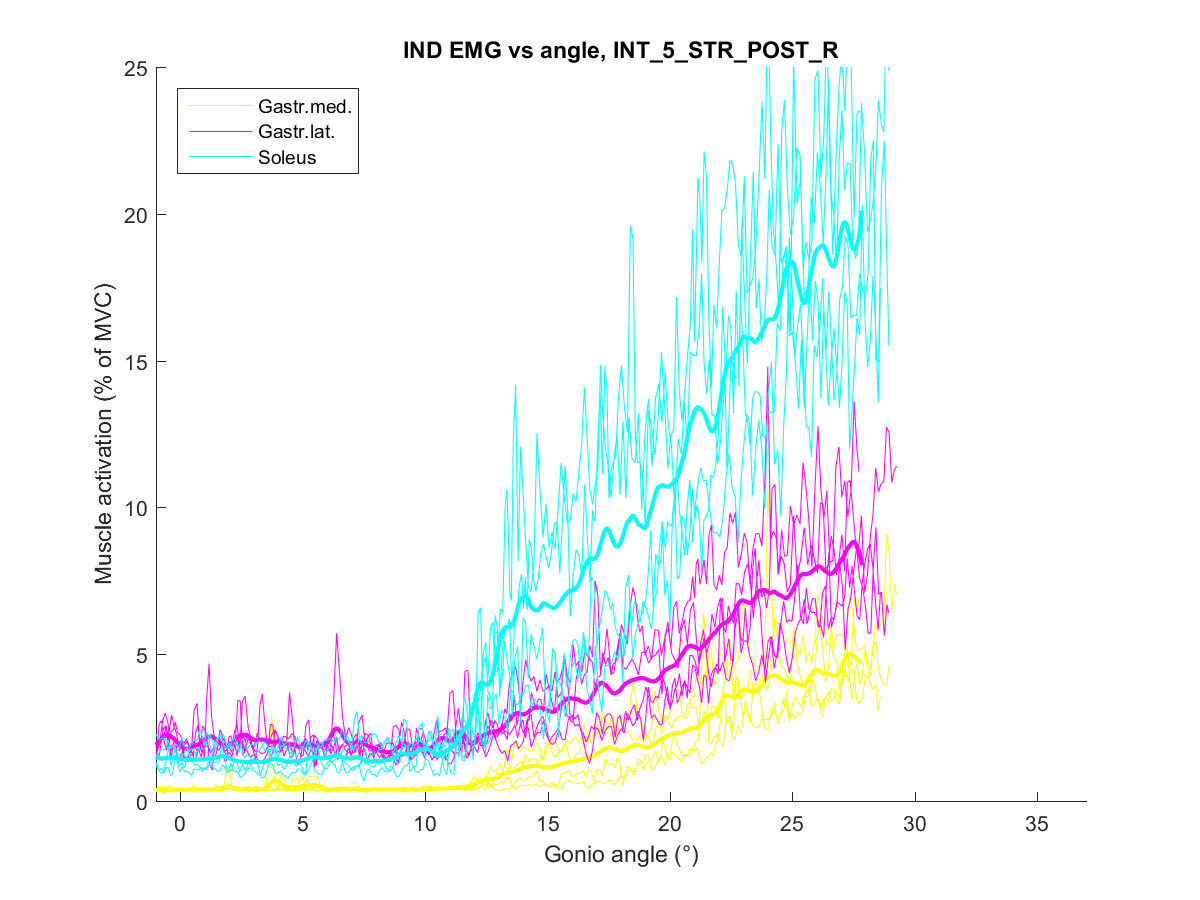 IND EMG vs angle, INT_5_STR_POST_R
25
20
15
10
5
0
Muscle activation (% of MVC)
Gastr.med.
Gastr.lat.
Soleus
0 5 10 15 20 25 30 35
Gonio angle (°)